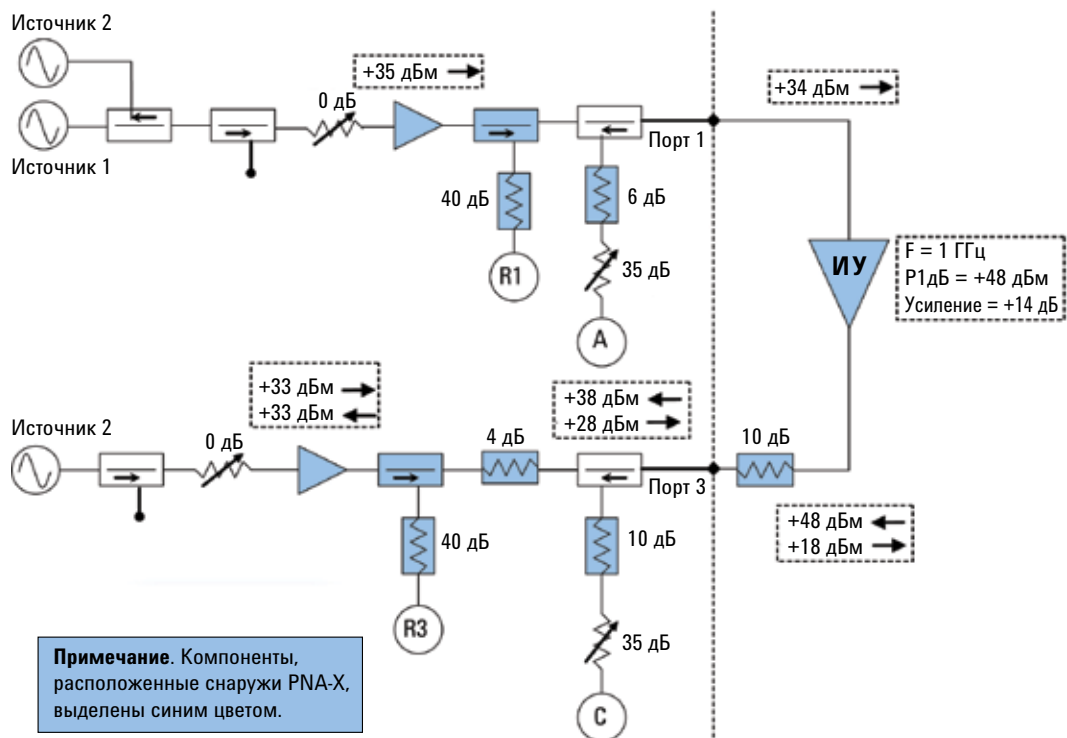 Источник 2
Источник 1
0 дБ
+35 дБм
40 дБ
R1
Порт 1
6 дБ
35 дБ
A
+34 дБм
ИУ
F = 1 ГГц
P1дБ = +48 дБм
Усиление = +14 дБ
Источник 2
0 дБ
+33 дБм
+33 дБм
40 дБ
R3
4 дБ
+38 дБм
+28 дБм
Порт 3
10 дБ
35 дБ
C
10 дБ
+48 дБм
+18 дБм
Примечание. Компоненты,
расположенные снаружи PNA-X,
выделены синим цветом.